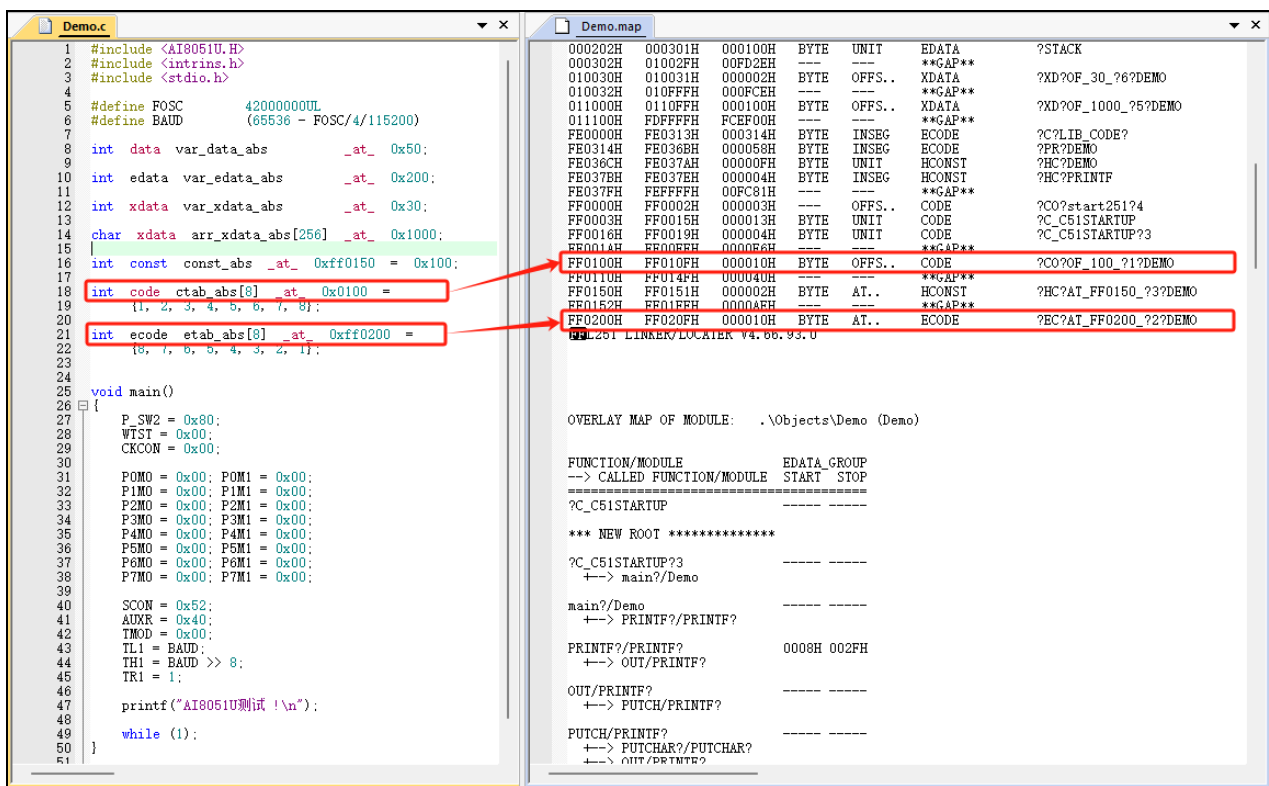 Demo.c
1 #include <AI8051U.H>
2 #include <intrins.h>
3 #include <stdio.h>
4
5 #define FOSC 42000000UL
6 #define BAUD (65536 - FOSC/4/115200)
7
8 int data var_data_abs _at_ 0x50;
9
10 int edata var_edata_abs _at_ 0x200;
11
12 int xdata var_xdata_abs _at_ 0x30;
13
14 char xdata arr_xdata_abs[256] _at_ 0x1000;
15
16 int const const_abs _at_ 0xff0150 = 0x100;
17
18 int code ctab_abs[8] _at_ 0x0100 =
19 {1, 2, 3, 4, 5, 6, 7, 8};
20
21 int ecode etab_abs[8] _at_ 0xff0200 =
22 {8, 7, 6, 5, 4, 3, 2, 1};
23
24
25 void main()
26 {
27 P_SW2 = 0x80;
28 WTST = 0x00;
29 CKCON = 0x00;
30
31 P0M0 = 0x00; P0M1 = 0x00;
32 P1M0 = 0x00; P1M1 = 0x00;
33 P2M0 = 0x00; P2M1 = 0x00;
34 P3M0 = 0x00; P3M1 = 0x00;
35 P4M0 = 0x00; P4M1 = 0x00;
36 P5M0 = 0x00; P5M1 = 0x00;
37 P6M0 = 0x00; P6M1 = 0x00;
38 P7M0 = 0x00; P7M1 = 0x00;
39
40 SCON = 0x52;
41 AUXR = 0x40;
42 TMOD = 0x00;
43 TL1 = BAUD;
44 TH1 = BAUD >> 8;
45 TR1 = 1;
46
47 printf("AI8051U测试 !\n");
48
49 while (1);
50 }
51
Demo.map
000202H 000301H 000100H BYTE UNIT EDATA ?STACK
000302H 01002FH 00FD2EH --- --- **GAP**
010030H 010031H 000002H BYTE OFFS.. XDATA ?XD?OF_30_?6?DEMO
010032H 010FFFH 000FCEH --- --- **GAP**
011000H 0110FFH 000100H BYTE OFFS.. XDATA ?XD?OF_1000_?5?DEMO
011100H FDFFFFH FCEF00H --- --- **GAP**
FE0000H FE0313H 000314H BYTE INSEG ECODE ?C?LIB_CODE?
FE0314H FE036BH 000058H BYTE INSEG ECODE ?PR?DEMO
FE036CH FE037AH 00000FH BYTE UNIT HCONST ?HC?DEMO
FE037BH FE037EH 000004H BYTE INSEG HCONST ?HC?PRINTF
FE037FH FEFFFFH 00FC81H --- --- **GAP**
FF0000H FF0002H 000003H --- OFFS.. CODE ?CO?start251?4
FF0003H FF0015H 000013H BYTE UNIT CODE ?C_C51STARTUP
FF0016H FF0019H 000004H BYTE UNIT CODE ?C_C51STARTUP?3
FF001AH FF00FFH 0000E6H --- --- **GAP**
FF0100H FF010FH 000010H BYTE OFFS.. CODE ?CO?OF_100_?1?DEMO
FF0110H FF014FH 000040H --- --- **GAP**
FF0150H FF0151H 000002H BYTE AT.. HCONST ?HC?AT_FF0150_?3?DEMO
FF0152H FF01FFH 0000AEH --- --- **GAP**
FF0200H FF020FH 000010H BYTE AT.. ECODE ?EC?AT_FF0200_?2?DEMO
FF L251 LINKER/LOCATER V4.66.93.0
OVERLAY MAP OF MODULE: .\Objects\Demo (Demo)
FUNCTION/MODULE EDATA_GROUP
--> CALLED FUNCTION/MODULE START STOP
==========================================
?C_C51STARTUP ----- -----
*** NEW ROOT **************
?C_C51STARTUP?3 ----- -----
+--> main?/Demo
main?/Demo ----- -----
+--> PRINTF?/PRINTF?
PRINTF?/PRINTF? 0008H 002FH
+--> OUT/PRINTF?
OUT/PRINTF? ----- -----
+--> PUTCH/PRINTF?
PUTCH/PRINTF? ----- -----
+--> PUTCHAR?/PUTCHAR?
+--> OUT/PRINTF?